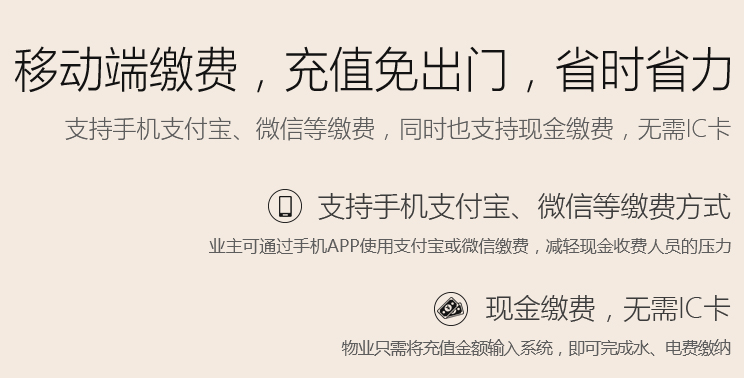 移动端缴费，充值免出门，省时省力
支持手机支付宝、微信等缴费，同时也支持现金缴费，无需IC卡
支持手机支付宝、微信等缴费方式
业主可通过手机APP使用支付宝或微信缴费，减轻现金收费人员的压力
现金缴费，无需IC卡
物业只需将充值金额输入系统，即可完成水、电费缴纳